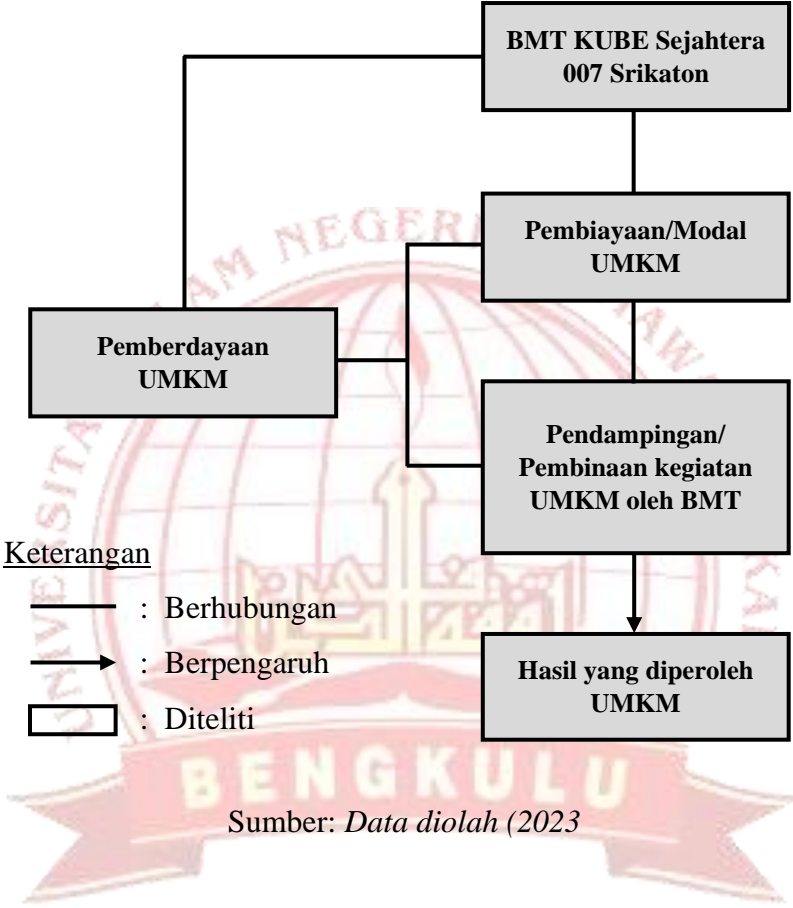 BMT KUBE Sejahtera
007 Srikaton
Pembiayaan/Modal
UMKM
Pemberdayaan
UMKM
Pendampingan/
Pembinaan kegiatan
UMKM oleh BMT
Hasil yang diperoleh
UMKM
Keterangan
: Berhubungan
: Berpengaruh
: Diteliti
BENGKULU
Sumber: Data diolah (2023